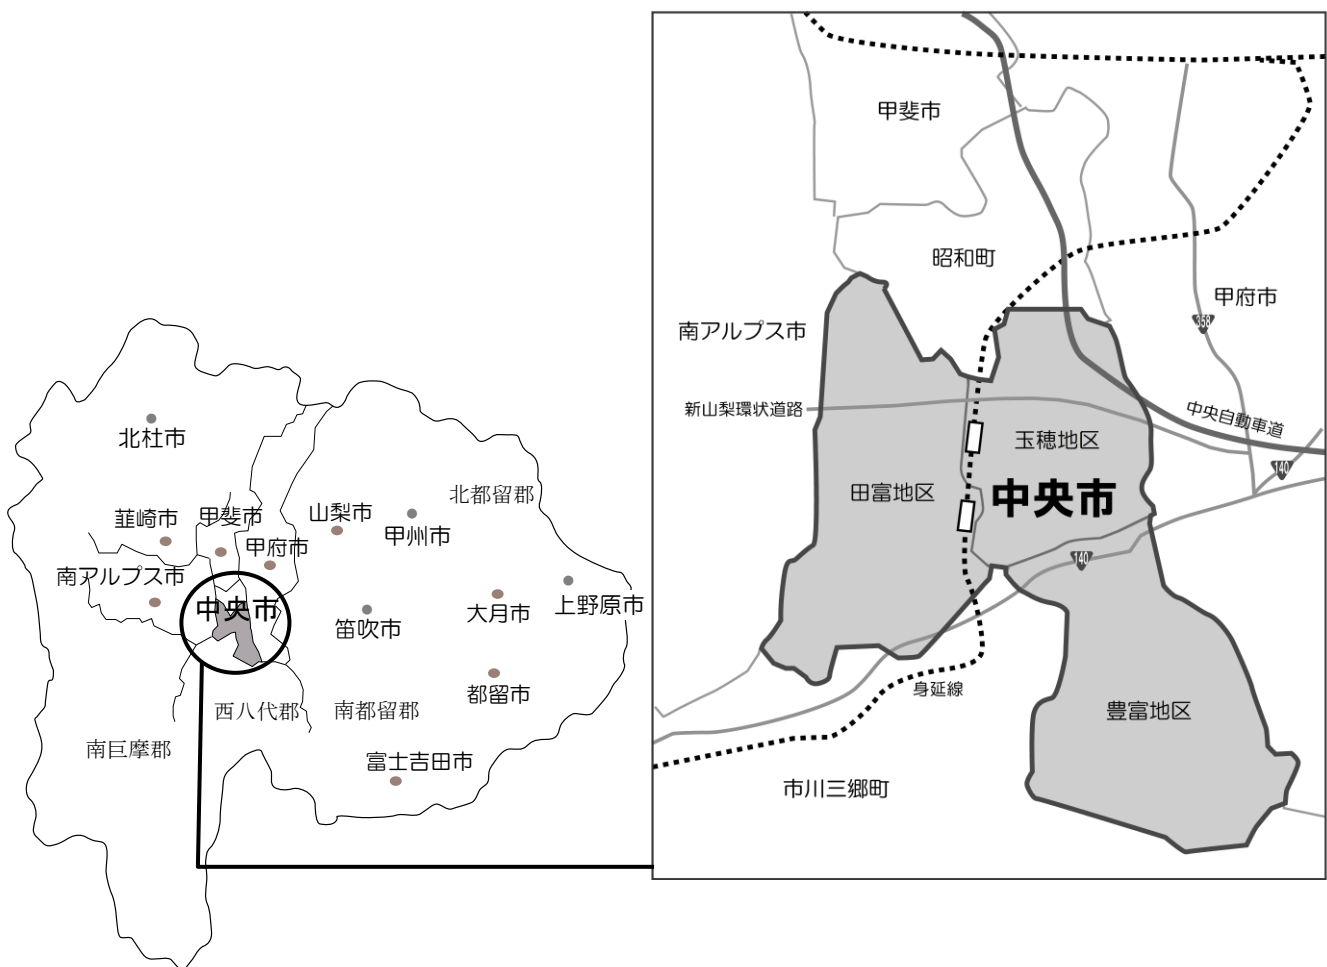 北杜市
韮崎市
甲斐市
山梨市
甲州市
北都留郡
甲府市
南アルプス市
中央市
笛吹市
大月市
上野原市
都留市
西八代郡
南都留郡
南巨摩郡
富士吉田市
甲斐市
昭和町
甲府市
南アルプス市
358
新山梨環状道路
中央自動車道
玉穂地区
140
田富地区
中央市
140
身延線
豊富地区
市川三郷町